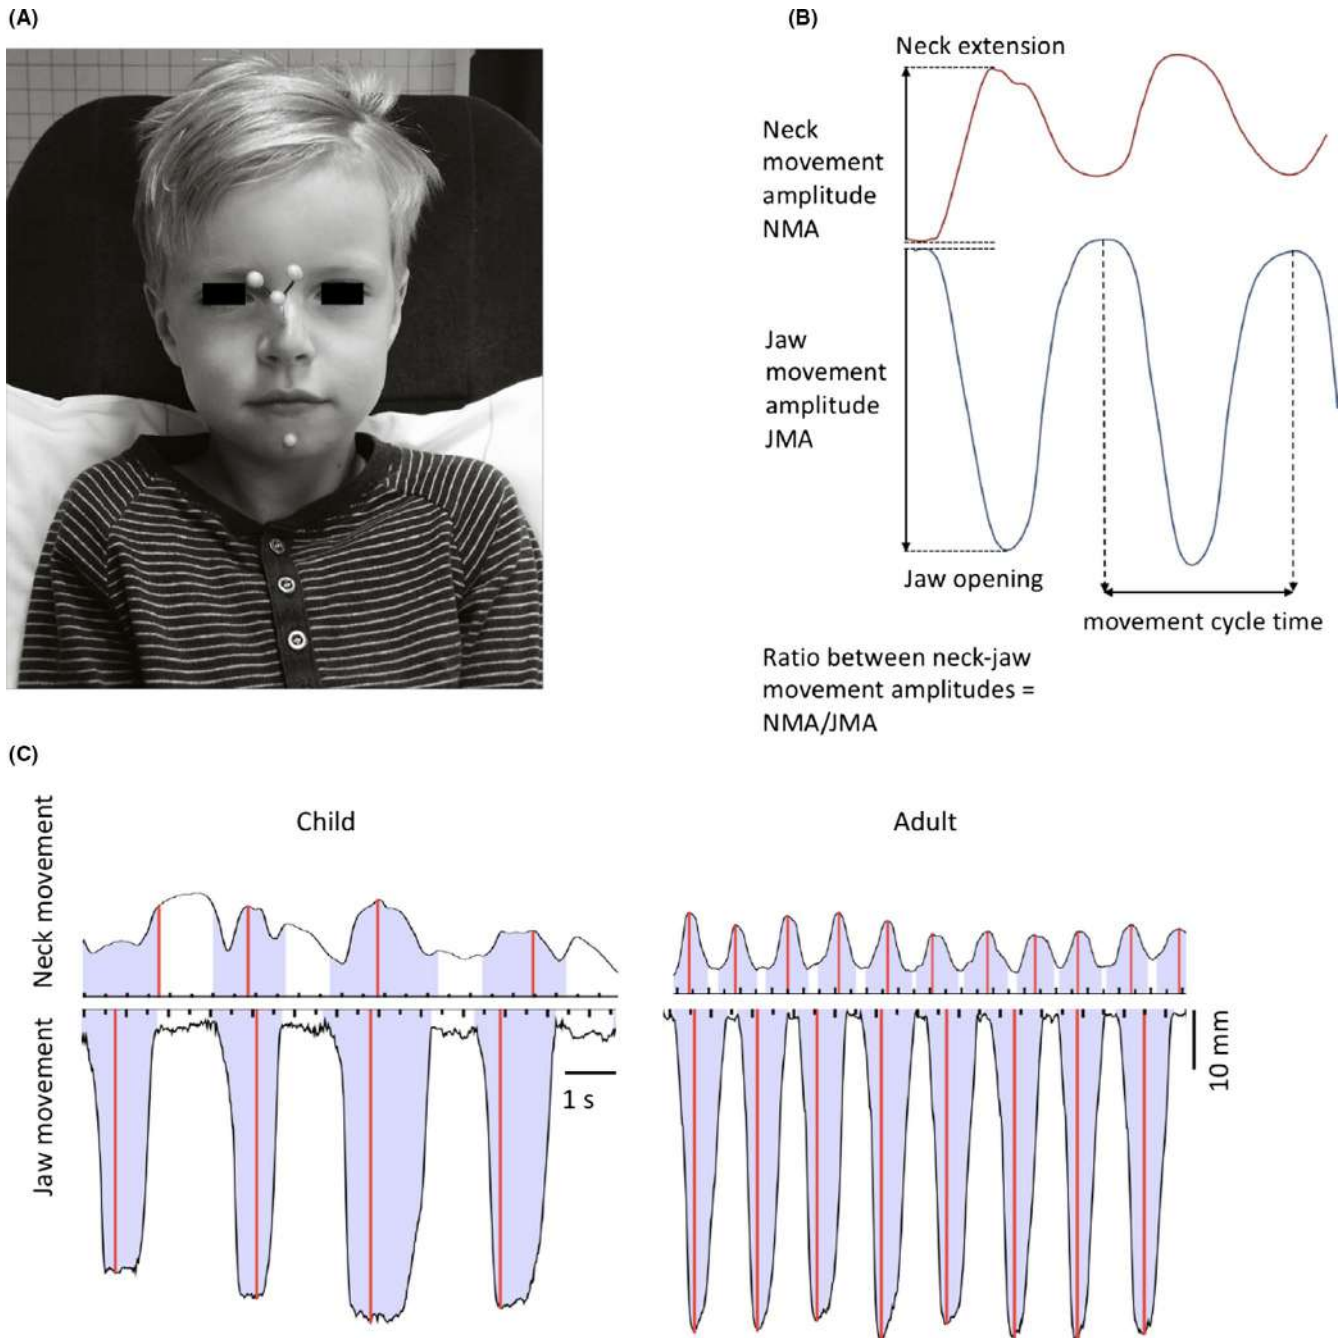 (A)
(B)
Neck extension
Neck
movement
amplitude
NMA
Jaw
movement
amplitude
JMA
Jaw opening
movement cycle time
Ratio between neck-jaw
movement amplitudes =
NMA/JMA
(C)
Child
Adult
Neck movement
Jaw movement
1 s
10 mm